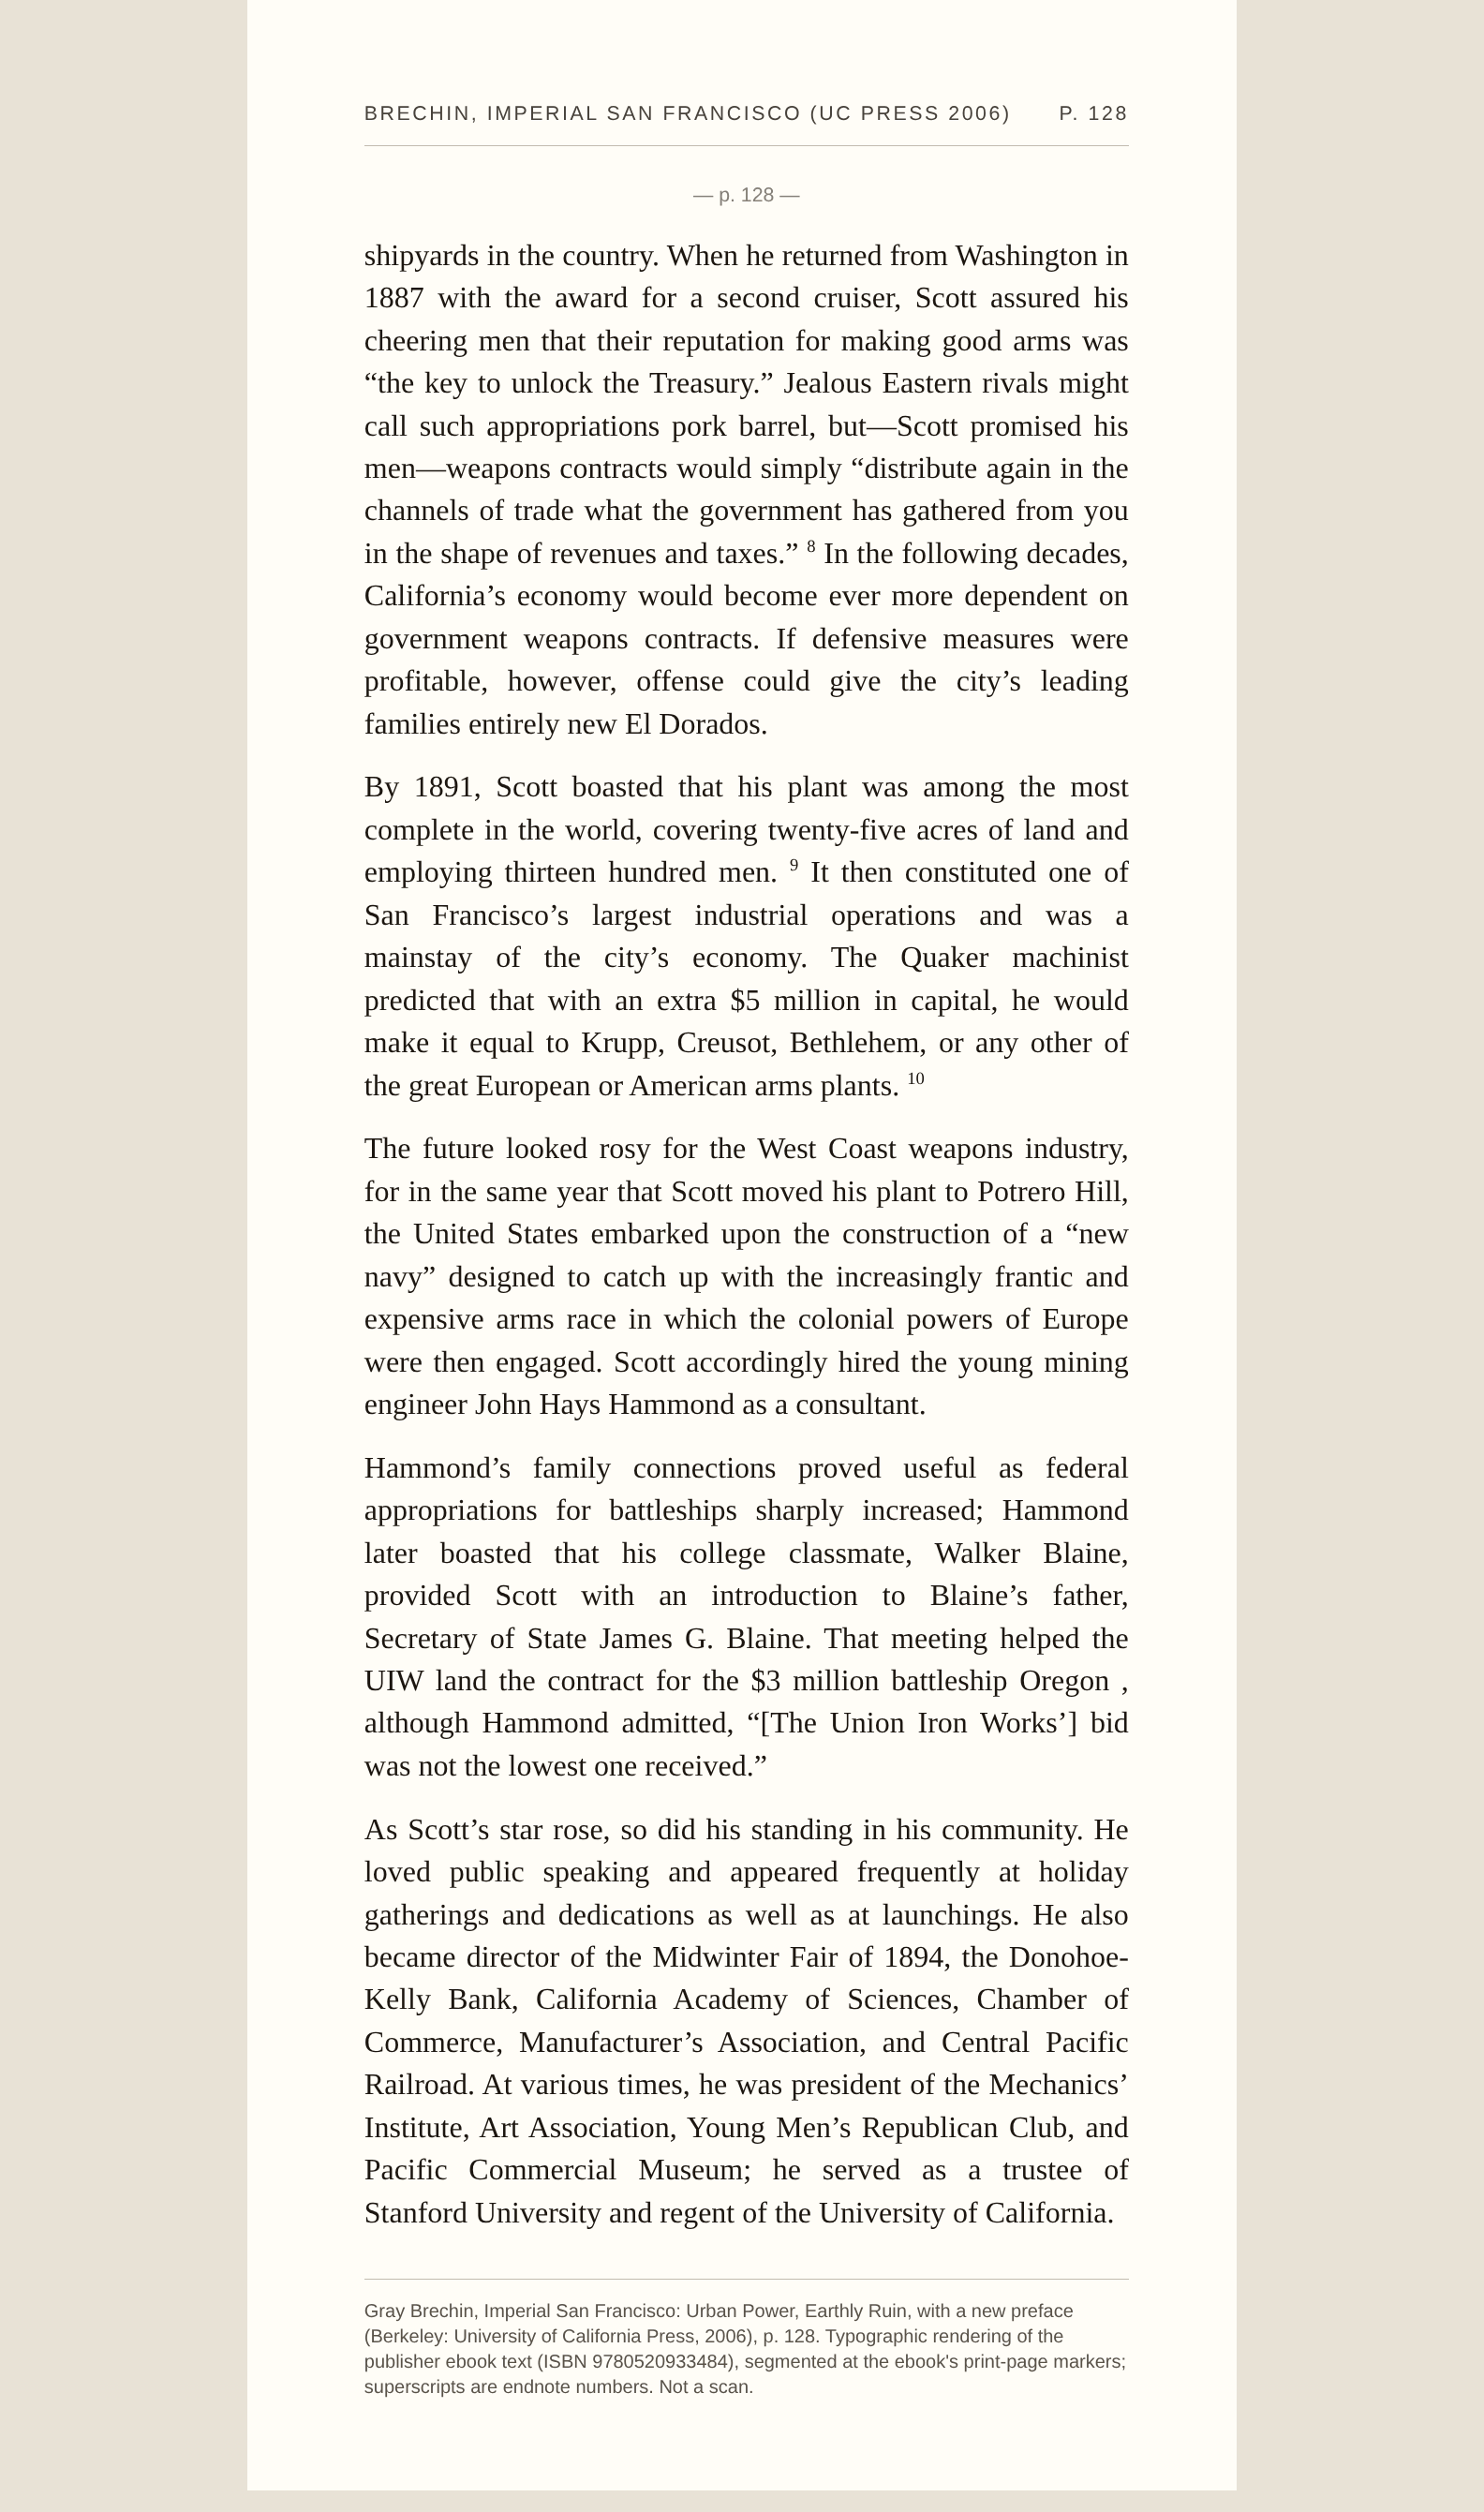 BRECHIN, IMPERIAL SAN FRANCISCO (UC PRESS 2006) P. 128
— p. 128 —
shipyards in the country. When he returned from Washington in
1887 with the award for a second cruiser, Scott assured his
cheering men that their reputation for making good arms was
“the key to unlock the Treasury.” Jealous Eastern rivals might
call such appropriations pork barrel, but—Scott promised his
men—weapons contracts would simply “distribute again in the
channels of trade what the government has gathered from you
in the shape of revenues and taxes.” 8 In the following decades,
California’s economy would become ever more dependent on
government weapons contracts. If defensive measures were
profitable, however, offense could give the city’s leading
families entirely new El Dorados.
By 1891, Scott boasted that his plant was among the most
complete in the world, covering twenty-five acres of land and
employing thirteen hundred men. 9 It then constituted one of
San Francisco’s largest industrial operations and was a
mainstay of the city’s economy. The Quaker machinist
predicted that with an extra $5 million in capital, he would
make it equal to Krupp, Creusot, Bethlehem, or any other of
the great European or American arms plants. 10
The future looked rosy for the West Coast weapons industry,
for in the same year that Scott moved his plant to Potrero Hill,
the United States embarked upon the construction of a “new
navy” designed to catch up with the increasingly frantic and
expensive arms race in which the colonial powers of Europe
were then engaged. Scott accordingly hired the young mining
engineer John Hays Hammond as a consultant.
Hammond’s family connections proved useful as federal
appropriations for battleships sharply increased; Hammond
later boasted that his college classmate, Walker Blaine,
provided Scott with an introduction to Blaine’s father,
Secretary of State James G. Blaine. That meeting helped the
UIW land the contract for the $3 million battleship Oregon ,
although Hammond admitted, “[The Union Iron Works’] bid
was not the lowest one received.”
As Scott’s star rose, so did his standing in his community. He
loved public speaking and appeared frequently at holiday
gatherings and dedications as well as at launchings. He also
became director of the Midwinter Fair of 1894, the Donohoe-
Kelly Bank, California Academy of Sciences, Chamber of
Commerce, Manufacturer’s Association, and Central Pacific
Railroad. At various times, he was president of the Mechanics’
Institute, Art Association, Young Men’s Republican Club, and
Pacific Commercial Museum; he served as a trustee of
Stanford University and regent of the University of California.
Gray Brechin, Imperial San Francisco: Urban Power, Earthly Ruin, with a new preface
(Berkeley: University of California Press, 2006), p. 128. Typographic rendering of the
publisher ebook text (ISBN 9780520933484), segmented at the ebook's print-page markers;
superscripts are endnote numbers. Not a scan.